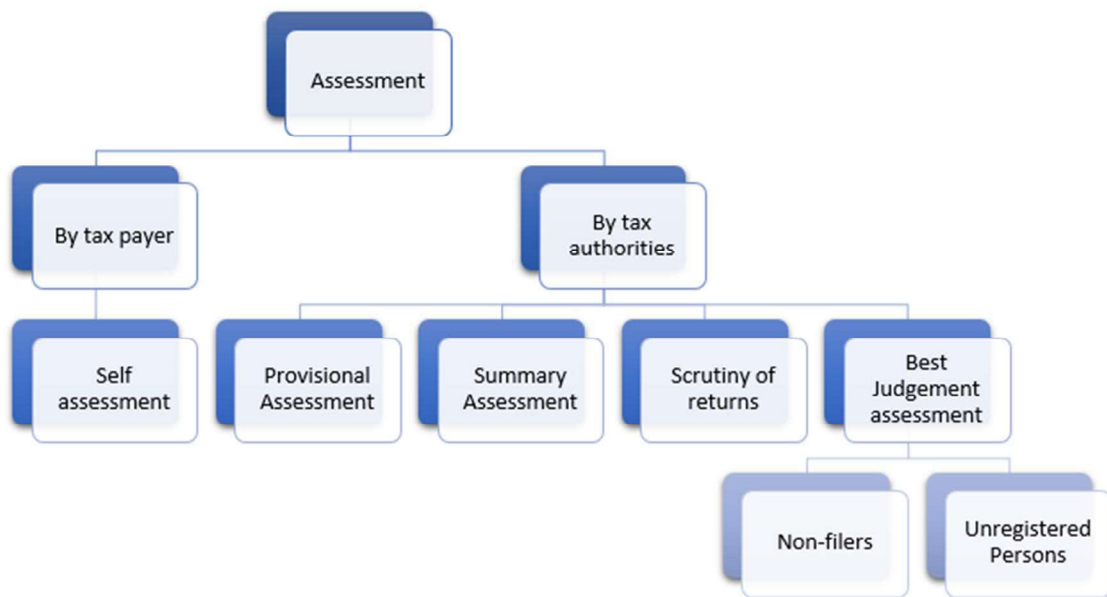 Assessment
By tax payer
By tax
authorities
Self
assessment
Provisional
Assessment
Summary
Assessment
Scrutiny of
returns
Best
Judgement
assessment
Non-filers
Unregistered
Persons